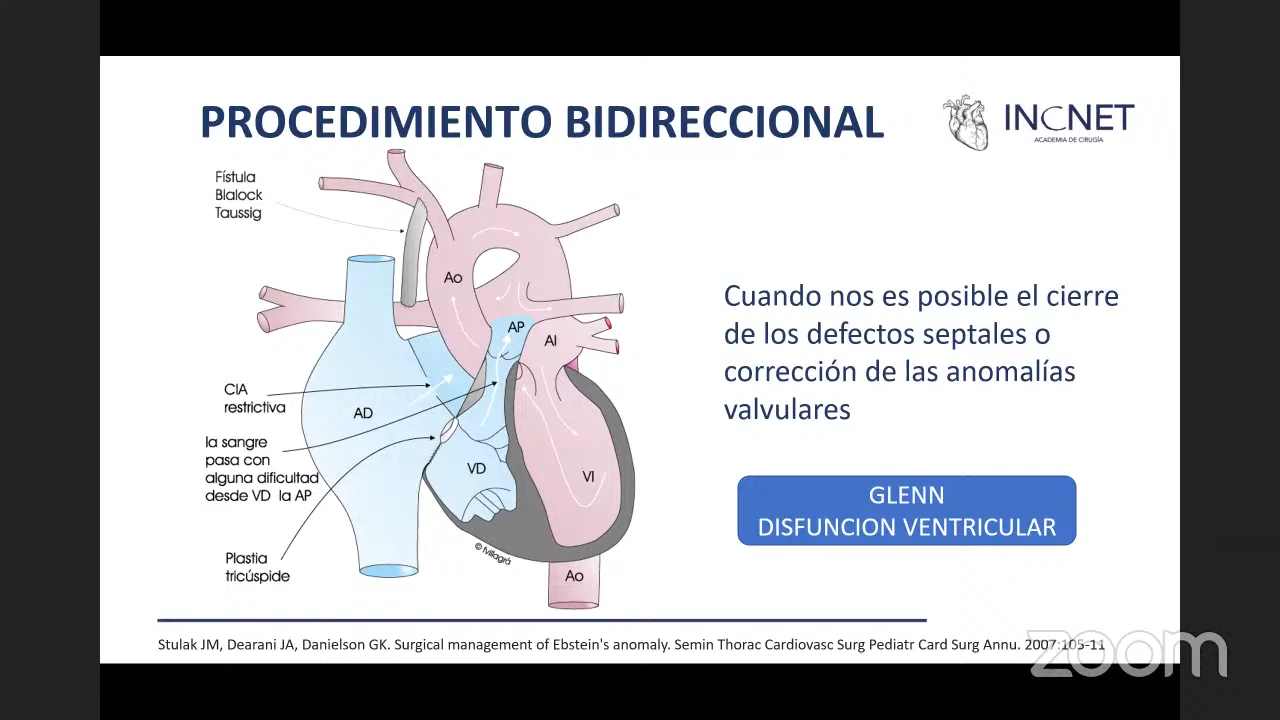 PROCEDIMIENTO BIDIRECCIONAL
INCNET
ACADEMIA DE CIRUGÍA
Fístula
Blalock
Taussig
Ao
AP
AI
CIA
restrictiva
AD
la sangre
pasa con
alguna dificultad
desde VD la AP
VD
VI
Plastia
tricúspide
© fVillagrá
Ao
Cuando nos es posible el cierre
de los defectos septales o
corrección de las anomalías
valvulares
GLENN
DISFUNCION VENTRICULAR
Stulak JM, Dearani JA, Danielson GK. Surgical management of Ebstein's anomaly. Semin Thorac Cardiovasc Surg Pediatr Card Surg Annu. 2007:105-11
zoom